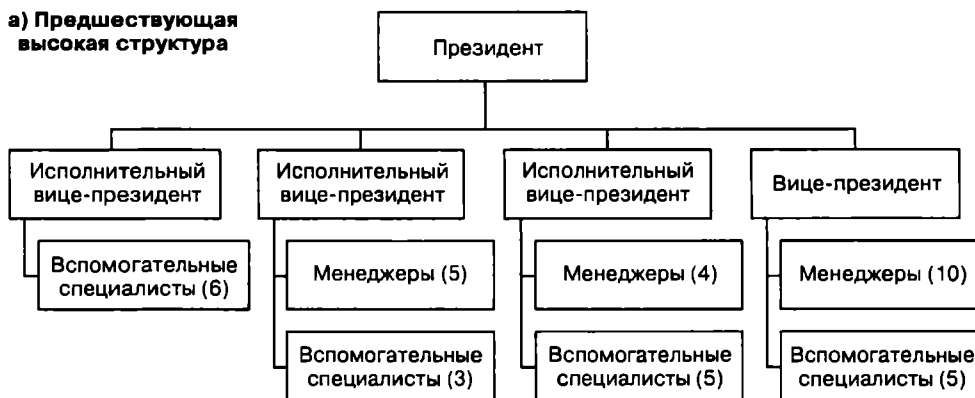 а) Предшествующая
высокая структура
Президент
Исполнительный
вице-президент
Исполнительный
вице-президент
Исполнительный
вице-президент
Вице-президент
Вспомогательные
специалисты (6)
Менеджеры (5)
Менеджеры (4)
Менеджеры (10)
Вспомогательные
специалисты (3)
Вспомогательные
специалисты (5)
Вспомогательные
специалисты (5)